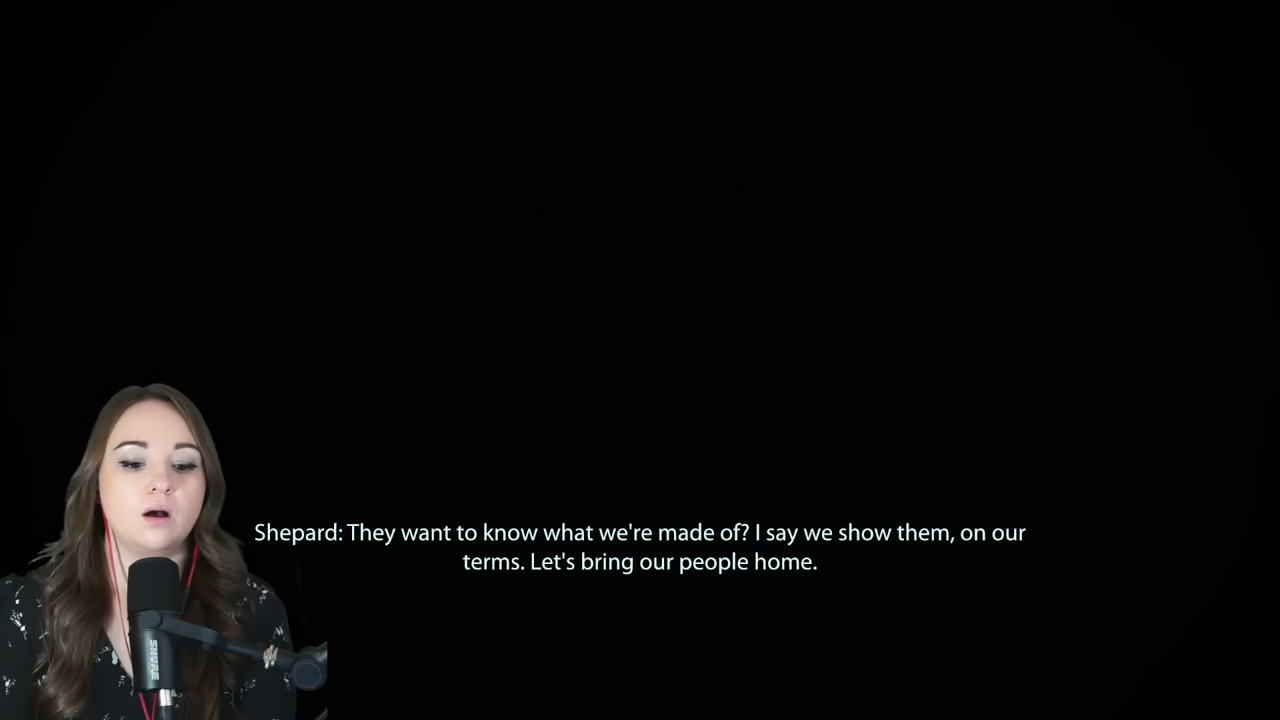 Shepard: They want to know what we're made of? I say we show them, on our
terms. Let's bring our people home.
SHURE